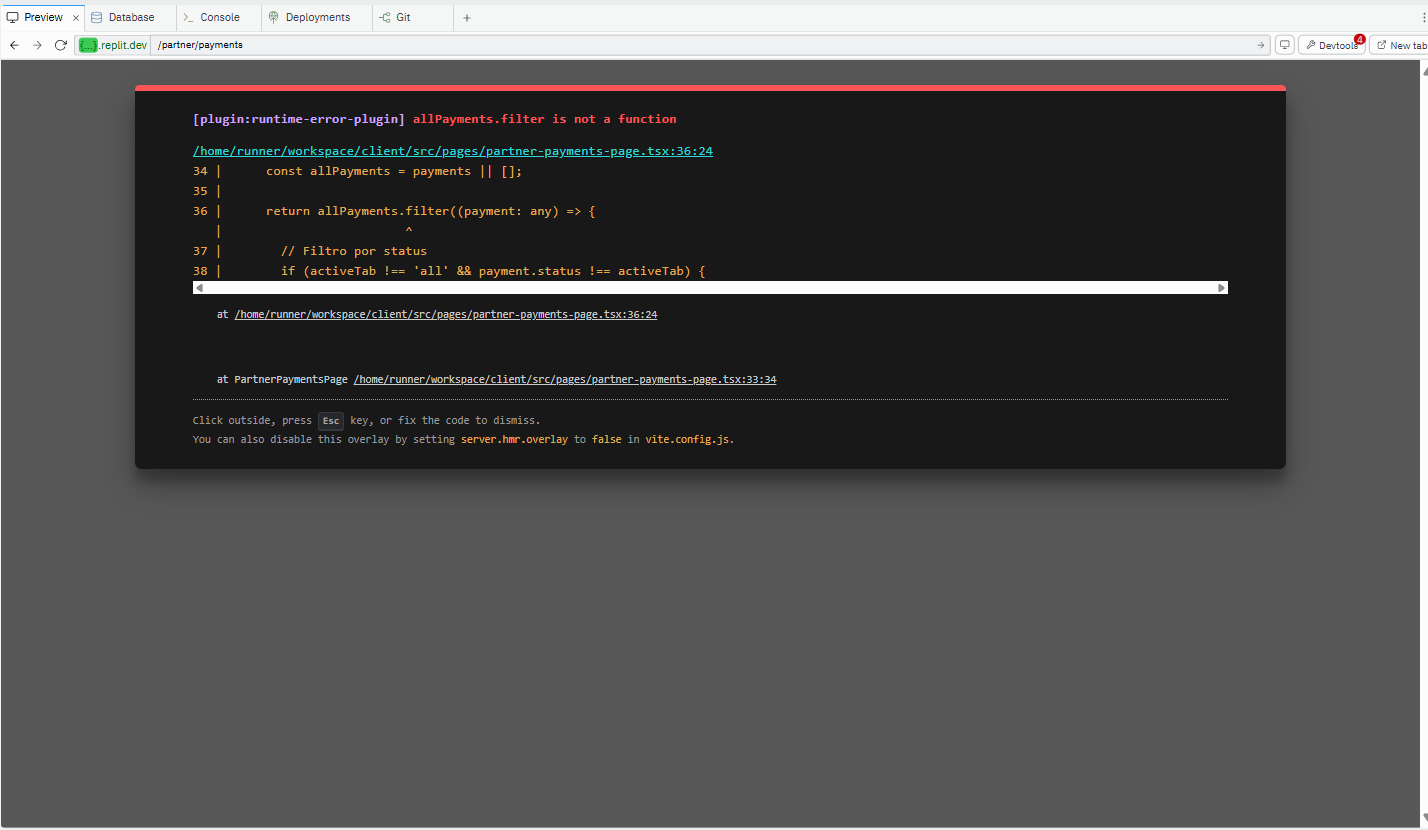 Preview × Database Console Deployments Git +
{...}.replit.dev /partner/payments Devtools 4 New tab
[plugin:runtime-error-plugin] allPayments.filter is not a function
/home/runner/workspace/client/src/pages/partner-payments-page.tsx:36:24
34 | const allPayments = payments || [];
35 |
36 | return allPayments.filter((payment: any) => {
| ^
37 | // Filtro por status
38 | if (activeTab !== 'all' && payment.status !== activeTab) {
at /home/runner/workspace/client/src/pages/partner-payments-page.tsx:36:24
at PartnerPaymentsPage /home/runner/workspace/client/src/pages/partner-payments-page.tsx:33:34
Click outside, press Esc key, or fix the code to dismiss.
You can also disable this overlay by setting server.hmr.overlay to false in vite.config.js.